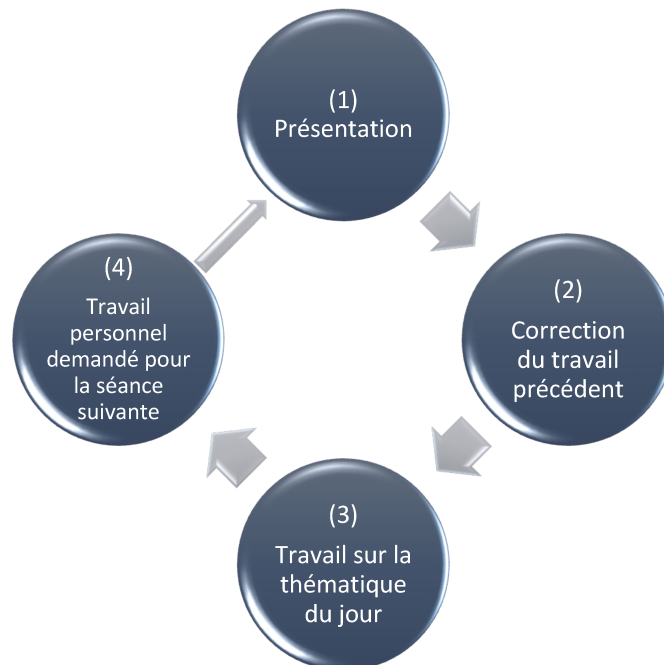 (1)
Présentation
(2)
Correction
du travail
précédent
(3)
Travail sur la
thématique
du jour
(4)
Travail
personnel
demandé pour
la séance
suivante